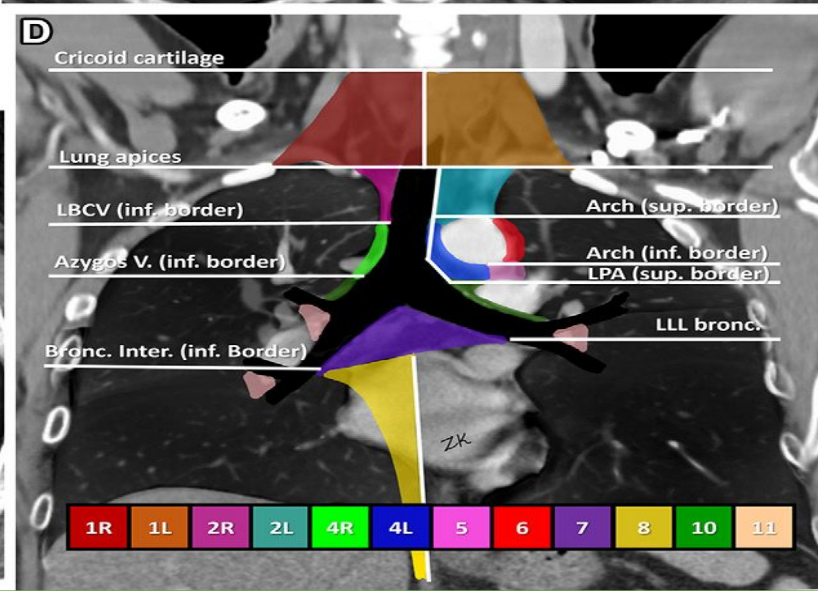 D
Cricoid cartilage
Lung apices
LBCV (inf. border)
Arch (sup. border)
Azygos V. (inf. border)
Arch (inf. border)
LPA (sup. border)
LLL bronc.
Bronc. Inter. (inf. Border)
ZK
1R 1L 2R 2L 4R 4L 5 6 7 8 10 11